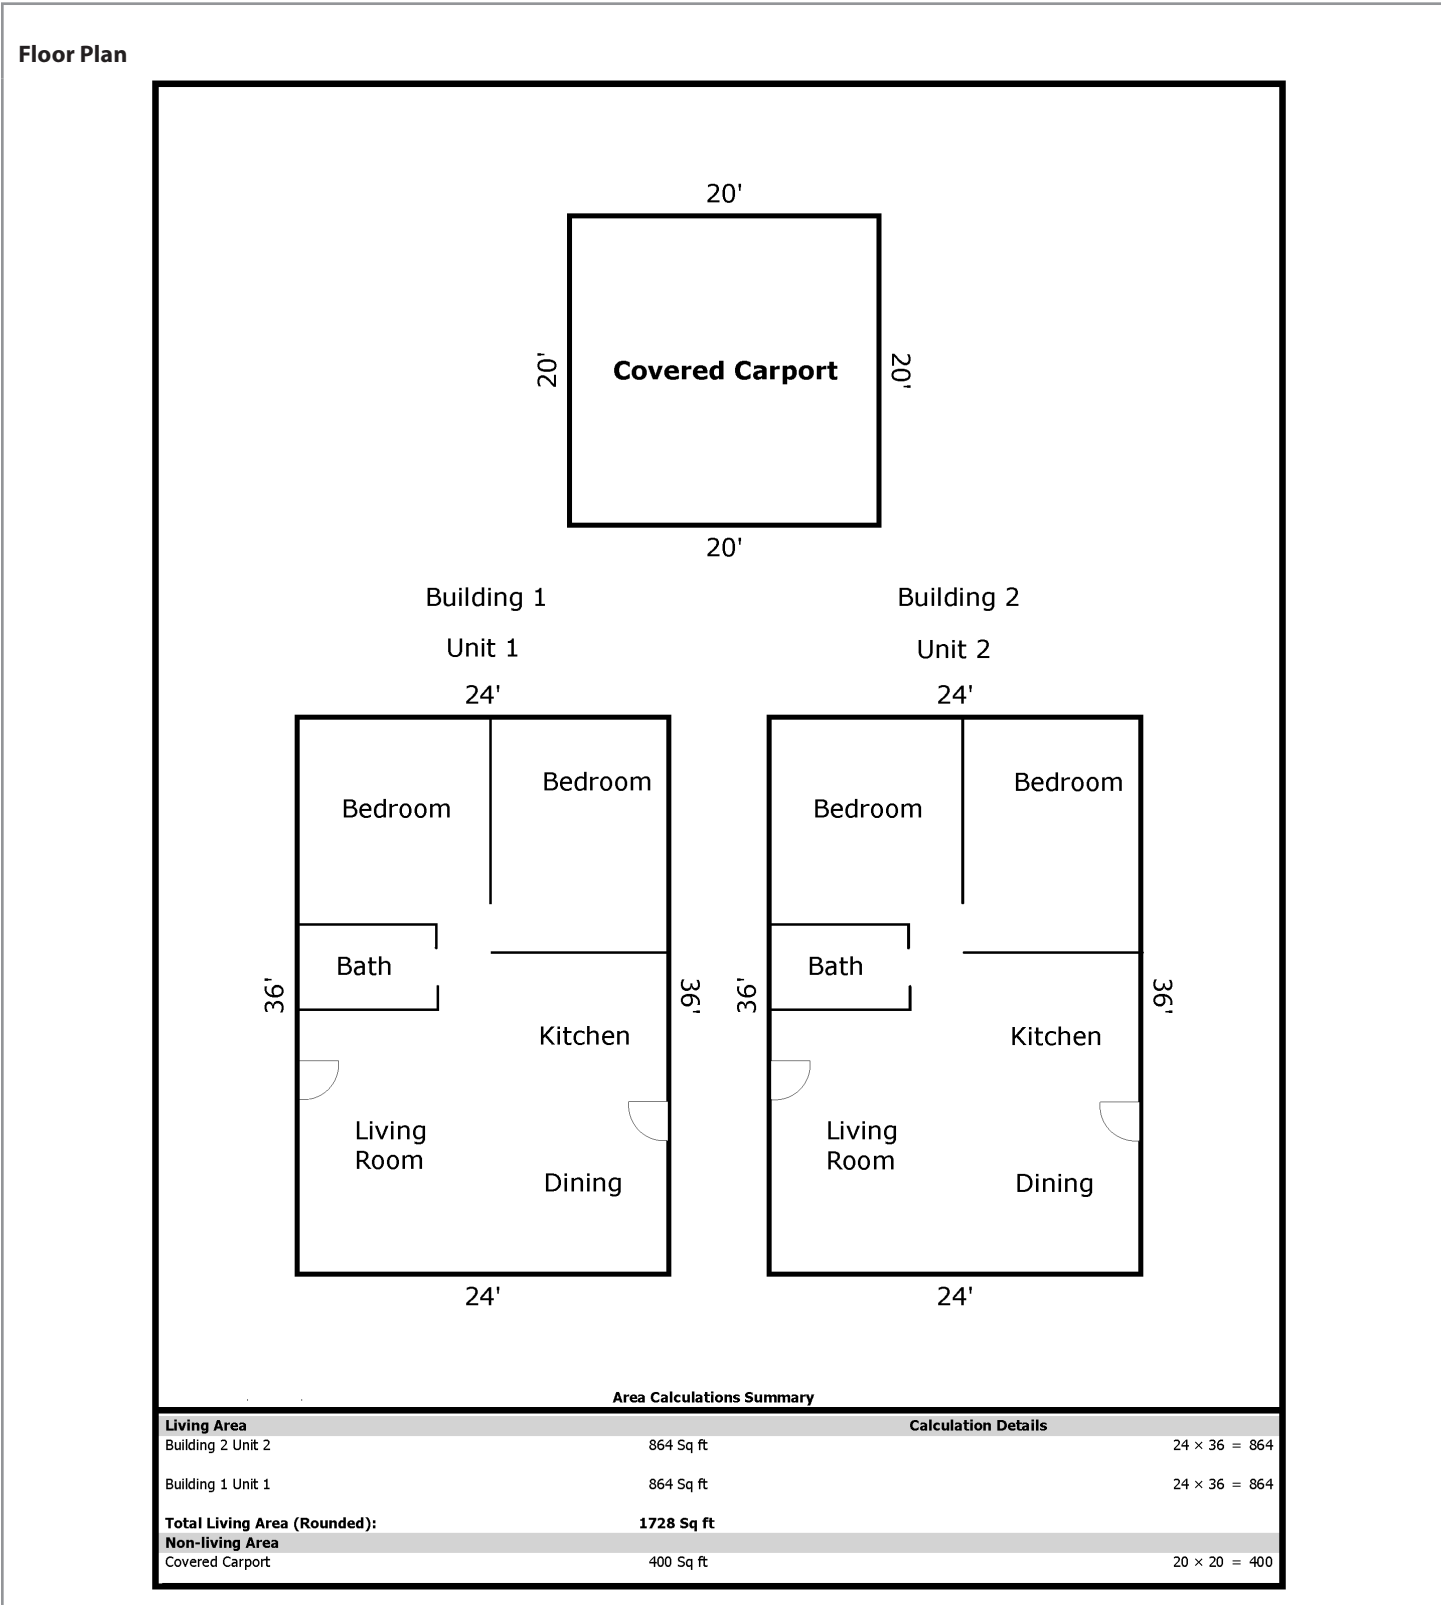 Floor Plan
20'
20'
Covered Carport
20'
20'
Building 1
Building 2
Unit 1
Unit 2
24'
24'
Bedroom
Bedroom
Bedroom
Bedroom
Bath
Bath
36'
36'
36'
36'
Kitchen
Kitchen
Living
Room
Living
Room
Dining
Dining
24'
24'
Area Calculations Summary
Living Area Calculation Details
Building 2 Unit 2 864 Sq ft 24 × 36 = 864
Building 1 Unit 1 864 Sq ft 24 × 36 = 864
Total Living Area (Rounded): 1728 Sq ft
Non-living Area
Covered Carport 400 Sq ft 20 × 20 = 400